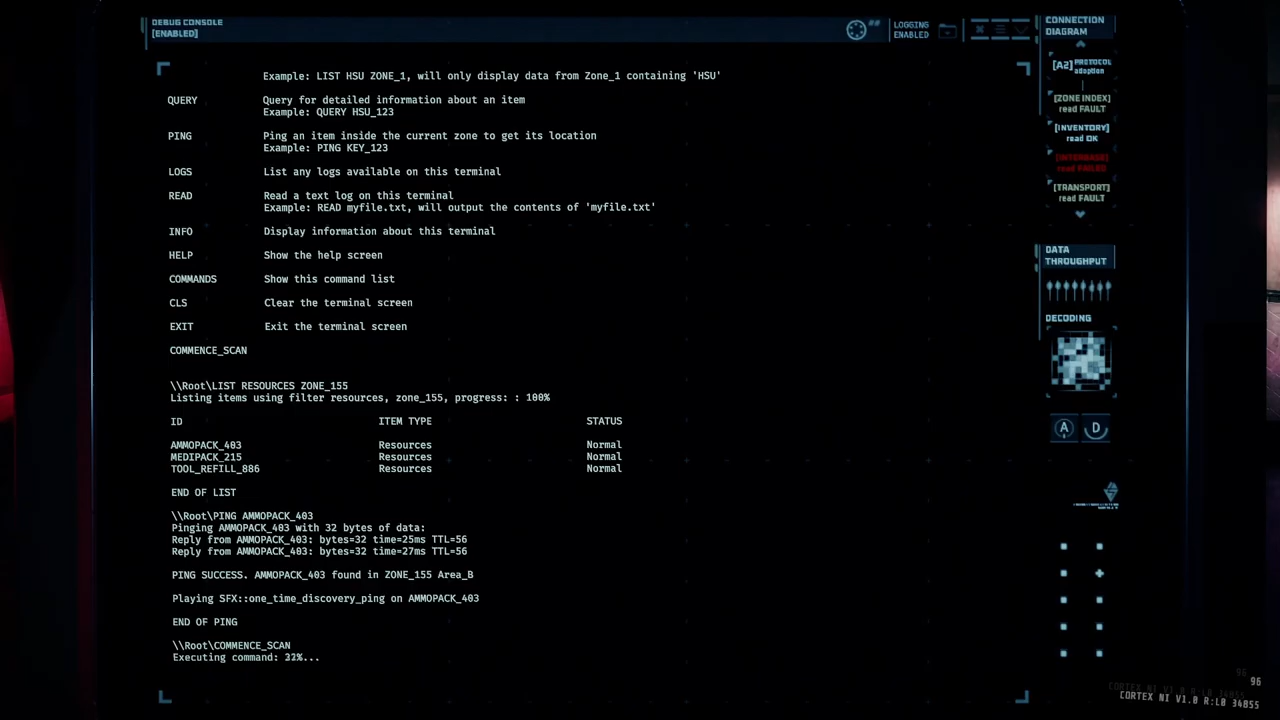 DEBUG CONSOLE
[ENABLED]
LOGGING
ENABLED
Example: LIST HSU ZONE_1, will only display data from Zone_1 containing 'HSU'
QUERY Query for detailed information about an item
Example: QUERY HSU_123
PING Ping an item inside the current zone to get its location
Example: PING KEY_123
LOGS List any logs available on this terminal
READ Read a text log on this terminal
Example: READ myfile.txt, will output the contents of 'myfile.txt'
INFO Display information about this terminal
HELP Show the help screen
COMMANDS Show this command list
CLS Clear the terminal screen
EXIT Exit the terminal screen
COMMENCE_SCAN
\\Root\LIST RESOURCES ZONE_155
Listing items using filter resources, zone_155, progress: : 100%
ID ITEM TYPE STATUS
AMMOPACK_403 Resources Normal
MEDIPACK_215 Resources Normal
TOOL_REFILL_886 Resources Normal
END OF LIST
\\Root\PING AMMOPACK_403
Pinging AMMOPACK_403 with 32 bytes of data:
Reply from AMMOPACK_403: bytes=32 time=25ms TTL=56
Reply from AMMOPACK_403: bytes=32 time=27ms TTL=56
PING SUCCESS. AMMOPACK_403 found in ZONE_155 Area_B
Playing SFX::one_time_discovery_ping on AMMOPACK_403
END OF PING
\\Root\COMMENCE_SCAN
Executing command: 22%...
CONNECTION
DIAGRAM
[A2] PROTOCOL
adoption
[ZONE INDEX]
read FAULT
[INVENTORY]
read OK
[INTERBASE]
read FAILED
[TRANSPORT]
read FAULT
DATA
THROUGHPUT
DECODING
A D
96
CORTEX NI V1.0 R:L0 34855